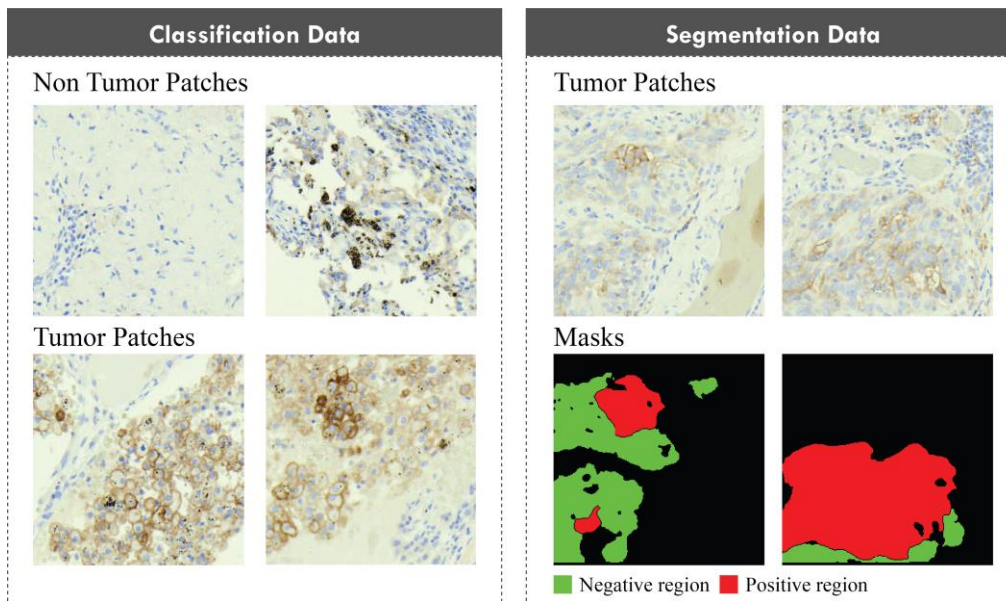 Classification Data
Non Tumor Patches
Tumor Patches
Segmentation Data
Tumor Patches
Masks
Negative region
Positive region